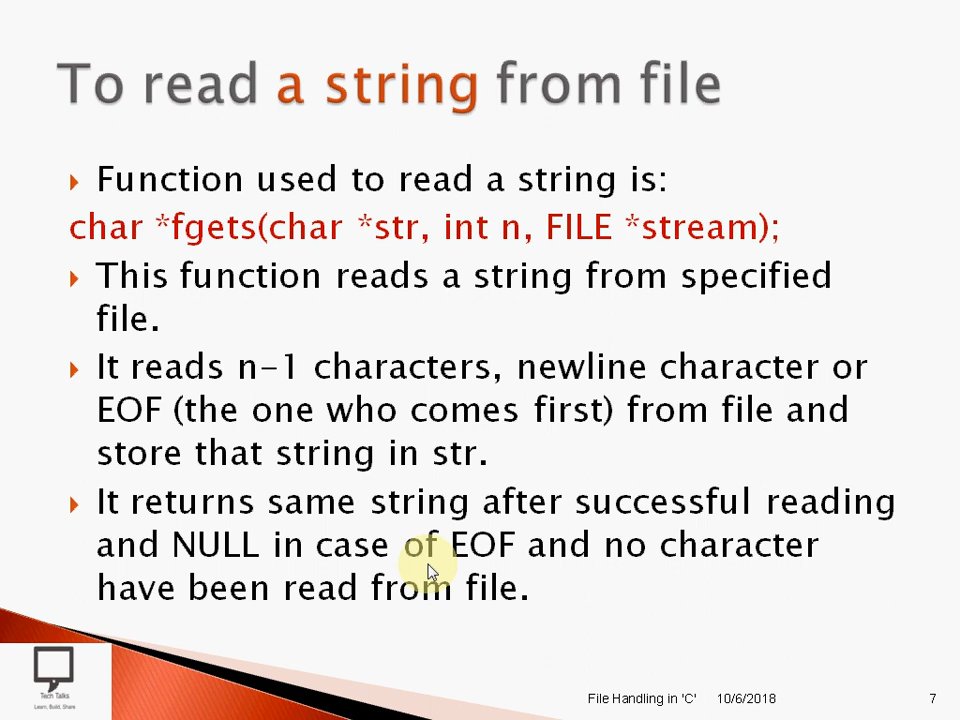 To read a string from file
Function used to read a string is:
char *fgets(char *str, int n, FILE *stream);
This function reads a string from specified
file.
It reads n-1 characters, newline character or
EOF (the one who comes first) from file and
store that string in str.
It returns same string after successful reading
and NULL in case of EOF and no character
have been read from file.
Tech Talks
Learn, Build, Share
File Handling in 'C' 10/6/2018 7